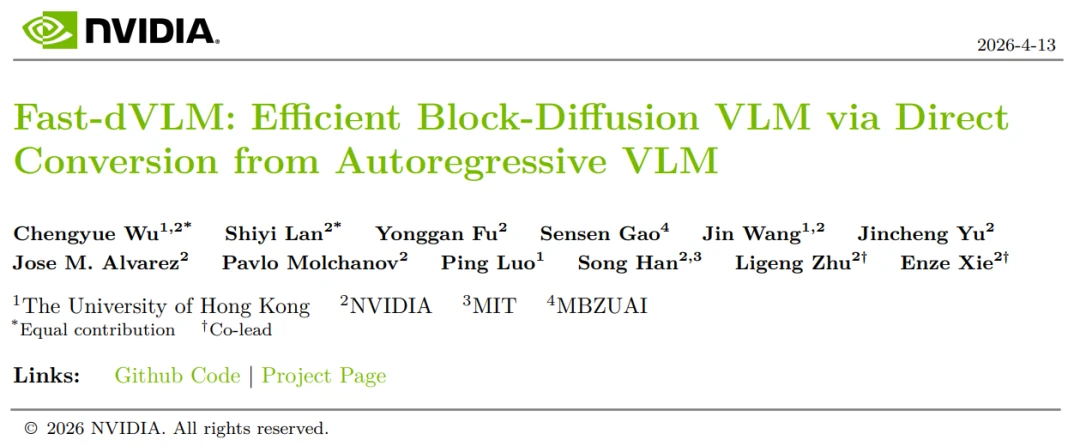 NVIDIA.
2026-4-13
Fast-dVLM: Efficient Block-Diffusion VLM via Direct
Conversion from Autoregressive VLM
Chengyue Wu1,2* Shiyi Lan2* Yonggan Fu2 Sensen Gao4 Jin Wang1,2 Jincheng Yu2
Jose M. Alvarez2 Pavlo Molchanov2 Ping Luo1 Song Han2,3 Ligeng Zhu2† Enze Xie2†
1The University of Hong Kong 2NVIDIA 3MIT 4MBZUAI
*Equal contribution †Co-lead
Links: Github Code | Project Page
© 2026 NVIDIA. All rights reserved.